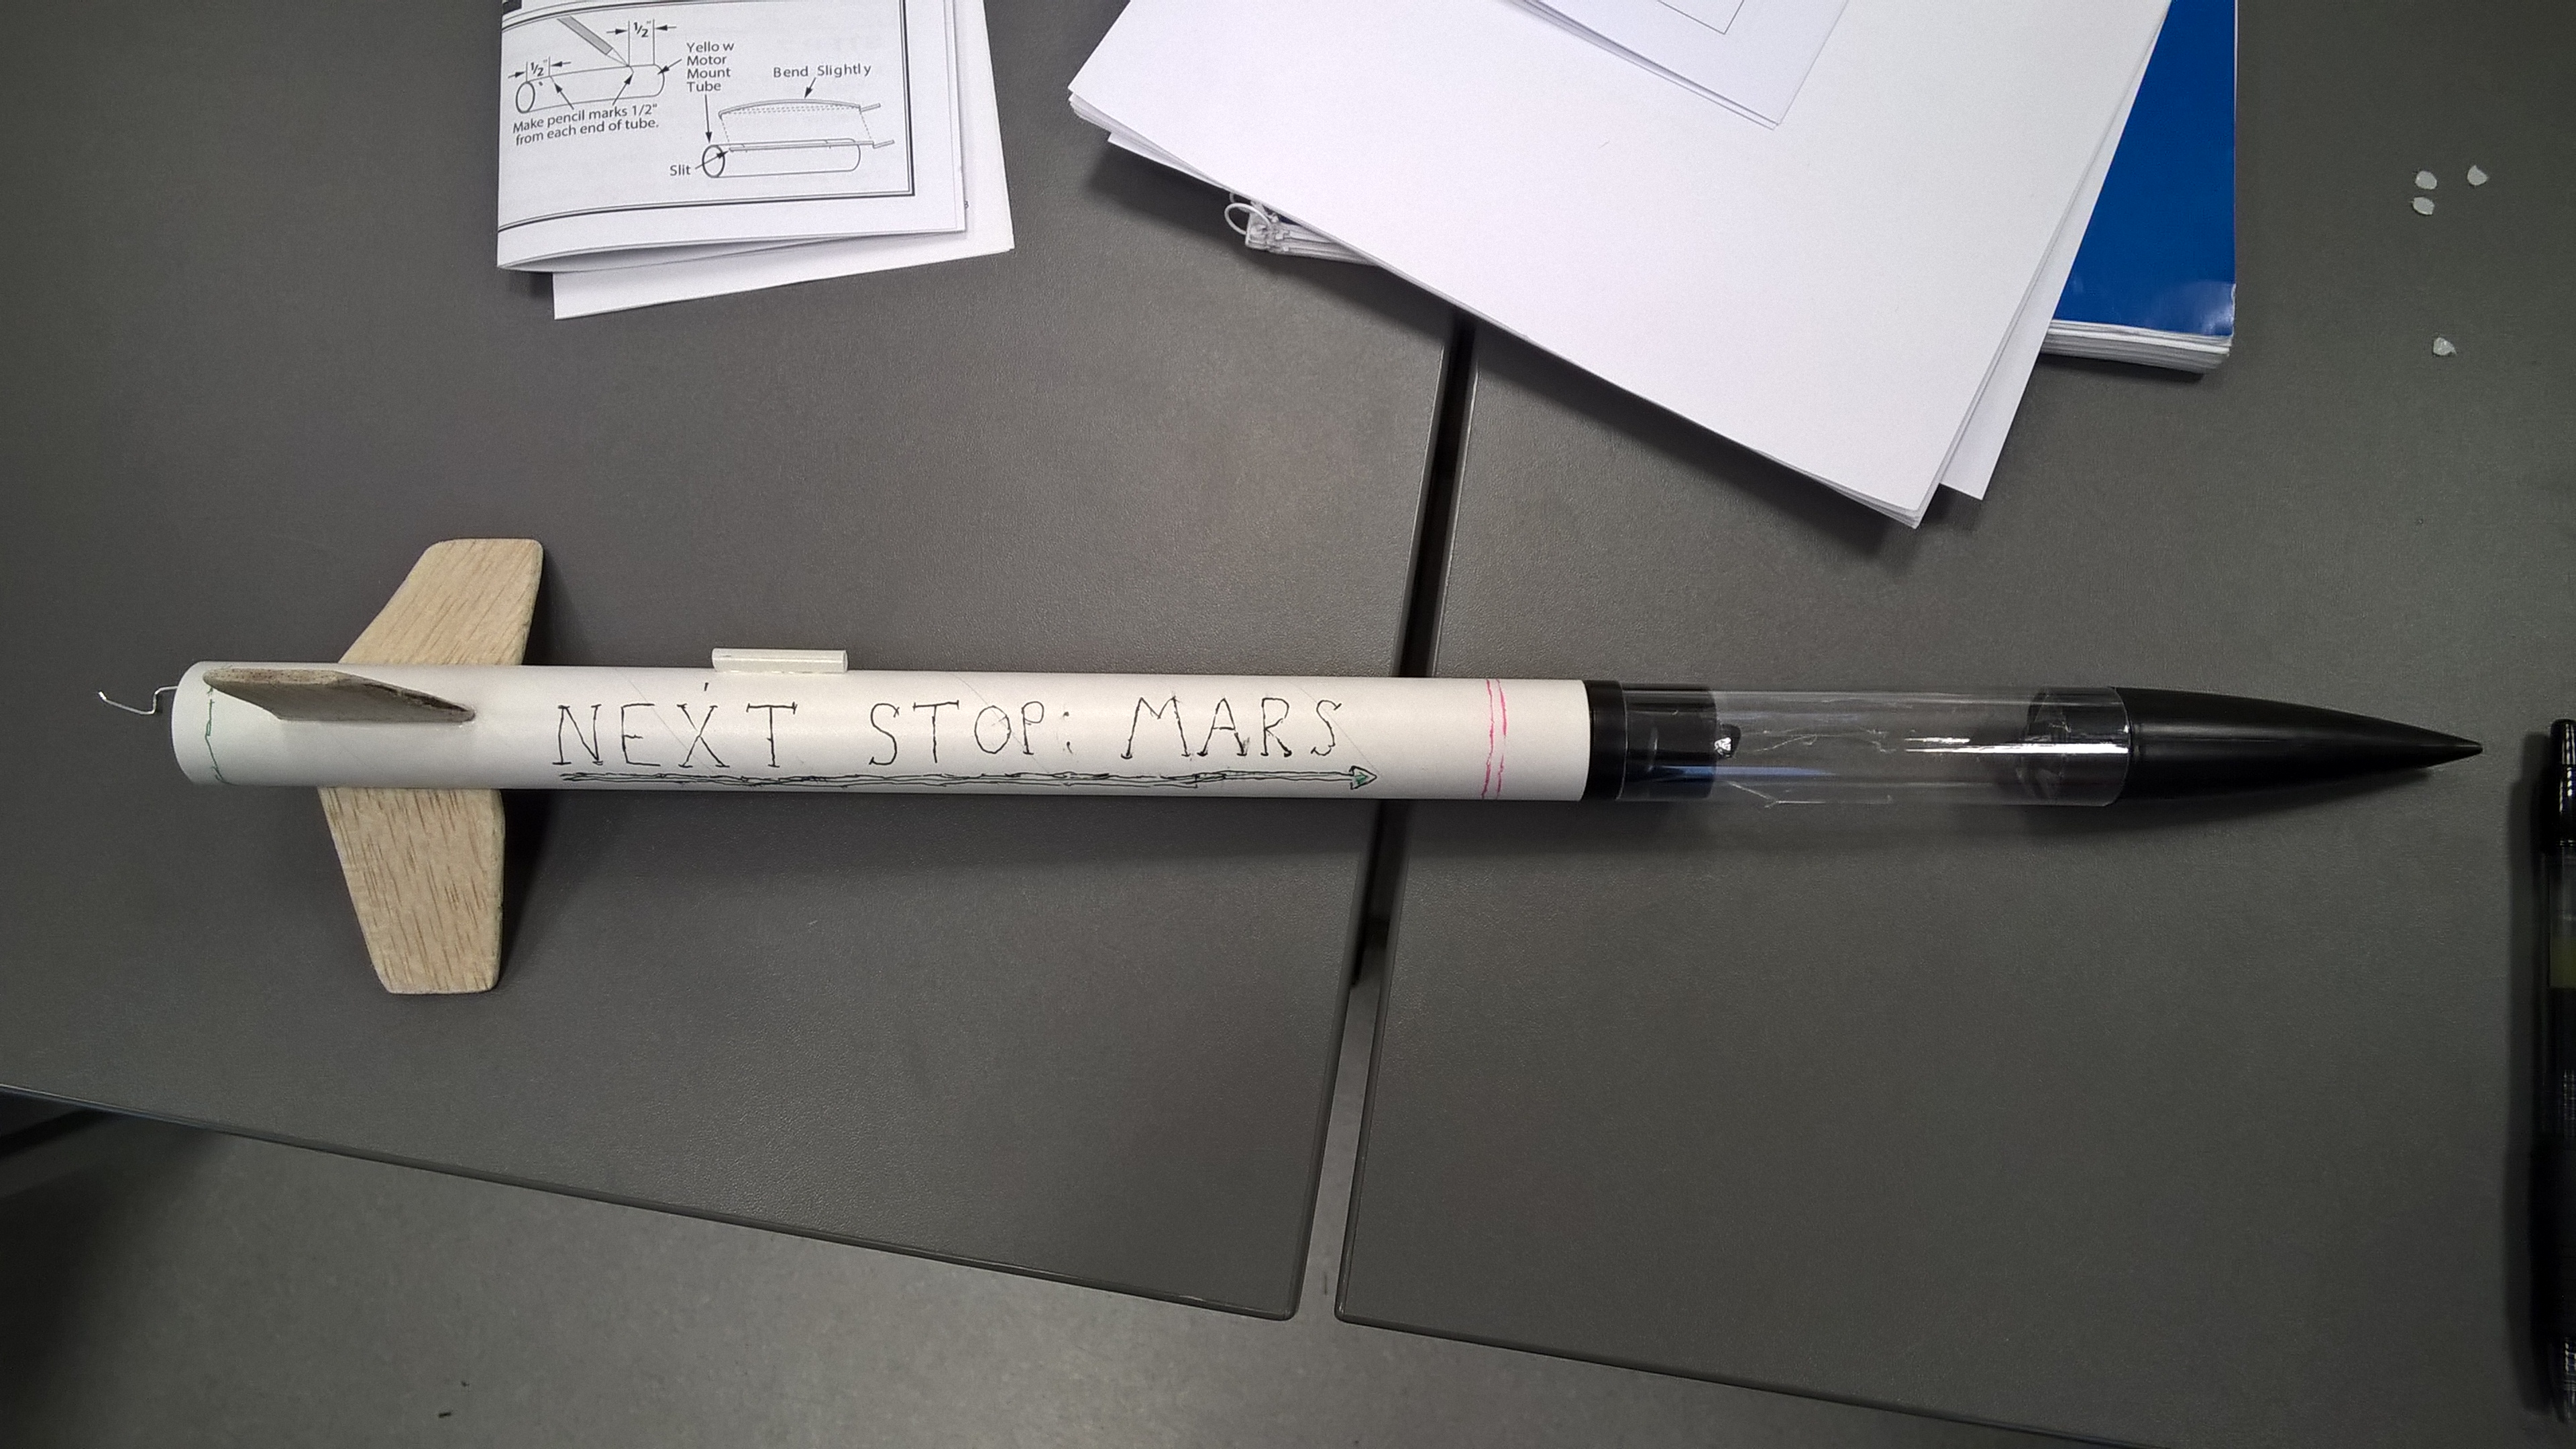 NEXT STOP: MARS
1/2"
1/2"
Make pencil marks 1/2"
from each end of tube.
Yellow
Motor
Mount
Tube
Slit
Bend Slightly